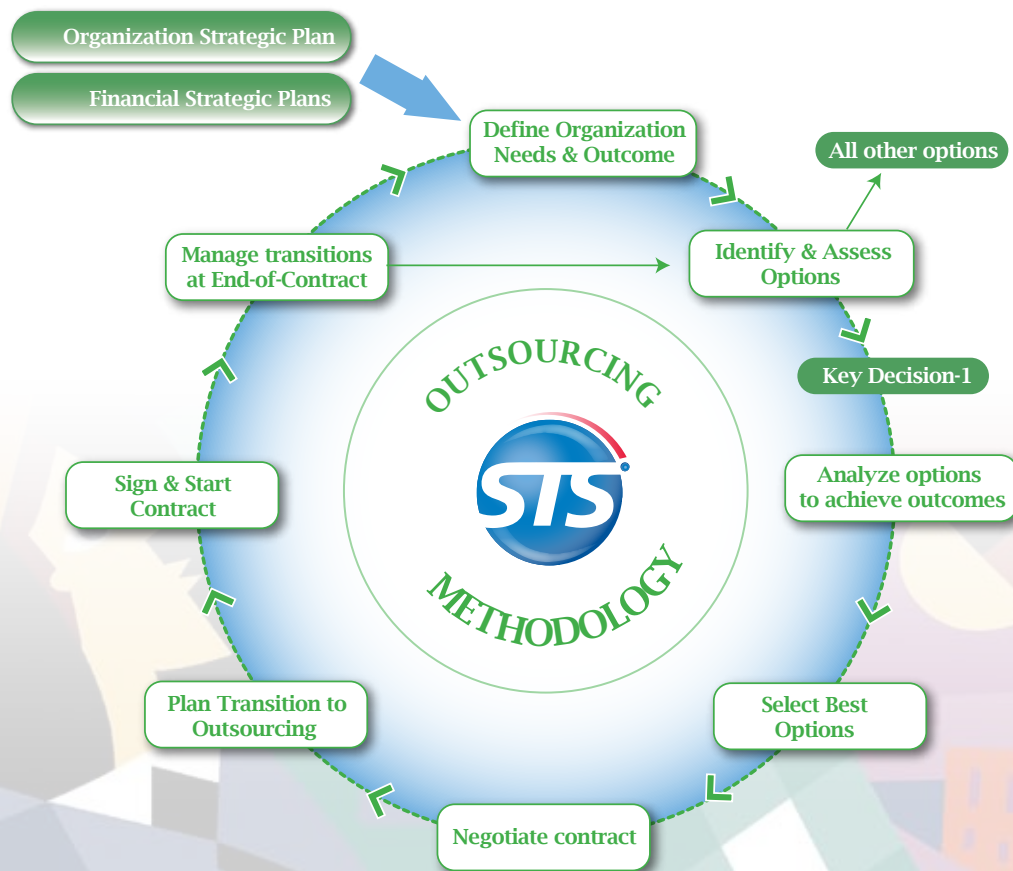 Organization Strategic Plan
Financial Strategic Plans
Define Organization
Needs & Outcome
All other options
Identify & Assess
Options
Key Decision-1
Analyze options
to achieve outcomes
Select Best
Options
Negotiate contract
Plan Transition to
Outsourcing
Sign & Start
Contract
Manage transitions
at End-of-Contract
OUTSOURCING
STS
METHODOLOGY